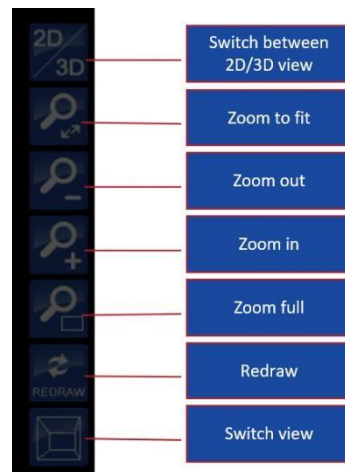 2D
3D
Switch between
2D/3D view
Zoom to fit
Zoom out
Zoom in
Zoom full
REDRAW
Redraw
Switch view